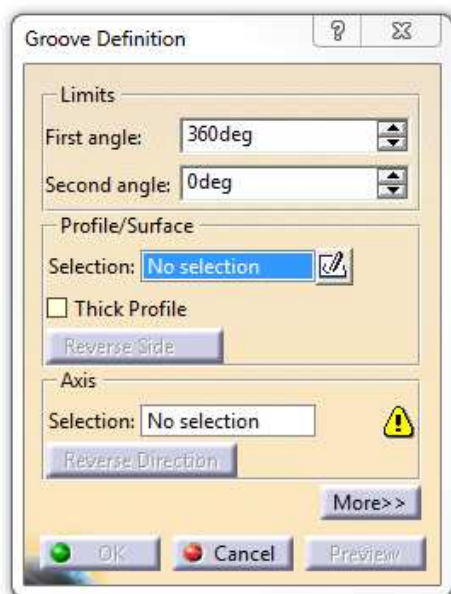 Groove Definition
Limits
First angle: 360deg
Second angle: 0deg
Profile/Surface
Selection: No selection
Thick Profile
Reverse Side
Axis
Selection: No selection
Reverse Direction
More>>
OK Cancel Preview